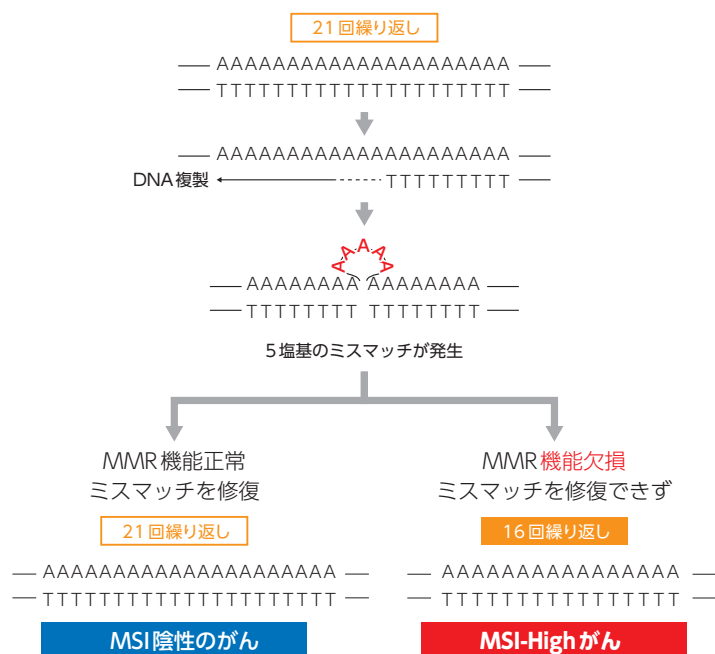 21回繰り返し
AAAAAAAAAAAAAAAAAAAAA
TTTTTTTTTTTTTTTTTTTTT
AAAAAAAAAAAAAAAAAAAAA
DNA複製
TTTTTTTTT
AAAAA
AAAAAAAA AAAAAAAA
TTTTTTTT TTTTTTTT
5塩基のミスマッチが発生
MMR機能正常
ミスマッチを修復
21回繰り返し
AAAAAAAAAAAAAAAAAAAAA
TTTTTTTTTTTTTTTTTTTTT
MSI陰性のがん
MMR機能欠損
ミスマッチを修復できず
16回繰り返し
AAAAAAAAAAAAAAAA
TTTTTTTTTTTTTTTT
MSI-Highがん